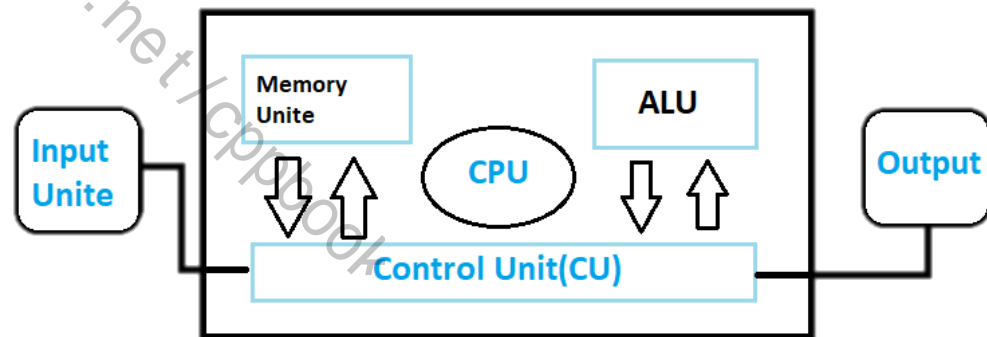 .net/cppbook
Memory
Unite
ALU
Input
Unite
CPU
Output
Control Unit(CU)